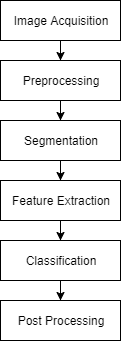 Image Acquisition
Preprocessing
Segmentation
Feature Extraction
Classification
Post Processing